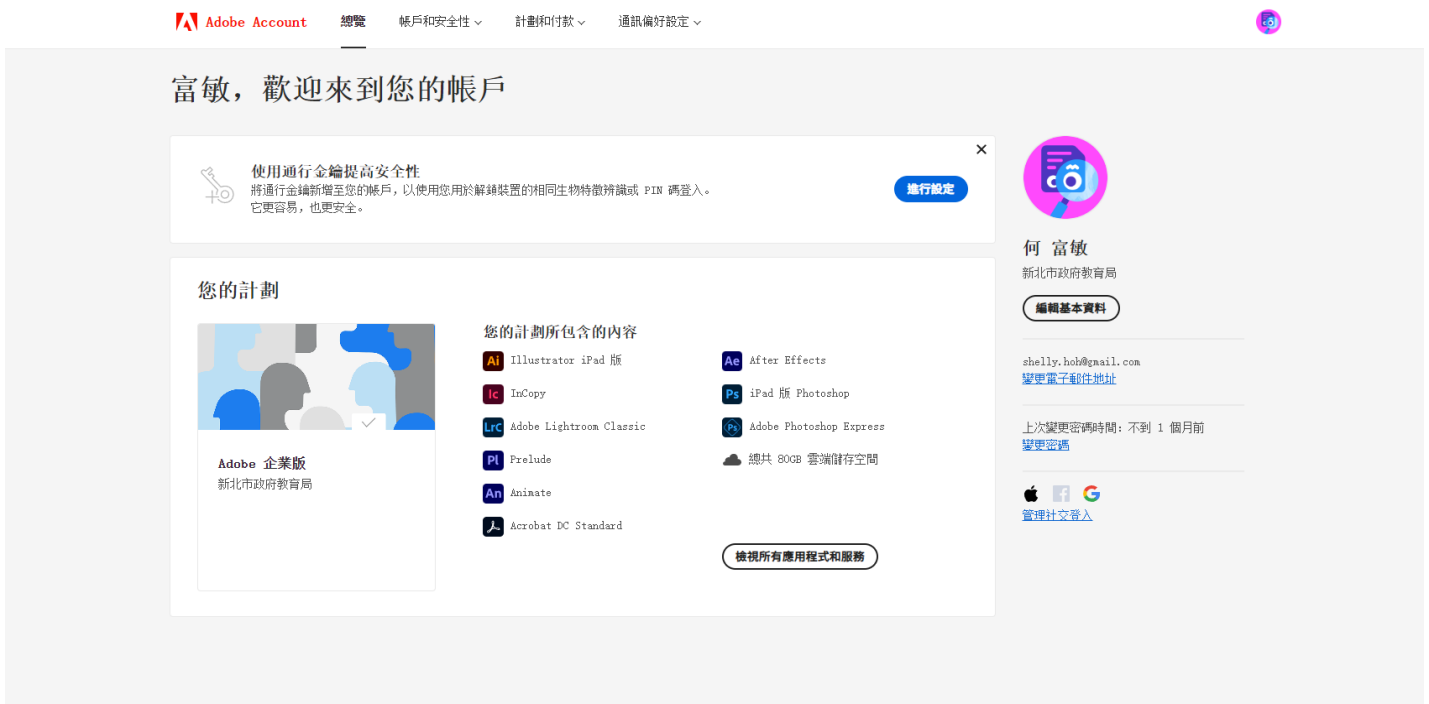 Adobe Account 總覽 帳戶和安全性 計劃和付款 通訊偏好設定
富敏，歡迎來到您的帳戶
使用通行金鑰提高安全性
將通行金鑰新增至您的帳戶，以使用您用於解鎖裝置的相同生物特徵辨識或 PIN 碼登入。
它更容易，也更安全。
進行設定
您的計劃
Adobe 企業版
新北市政府教育局
您的計劃所包含的內容
Ai Illustrator iPad 版
Ic InCopy
LrC Adobe Lightroom Classic
Pl Prelude
An Animate
Acrobat DC Standard
Ae After Effects
Ps iPad 版 Photoshop
Ps Adobe Photoshop Express
總共 80GB 雲端儲存空間
檢視所有應用程式和服務
何 富敏
新北市政府教育局
編輯基本資料
shelly.hoh@gmail.com
變更電子郵件地址
上次變更密碼時間：不到 1 個月前
變更密碼
管理社交登入